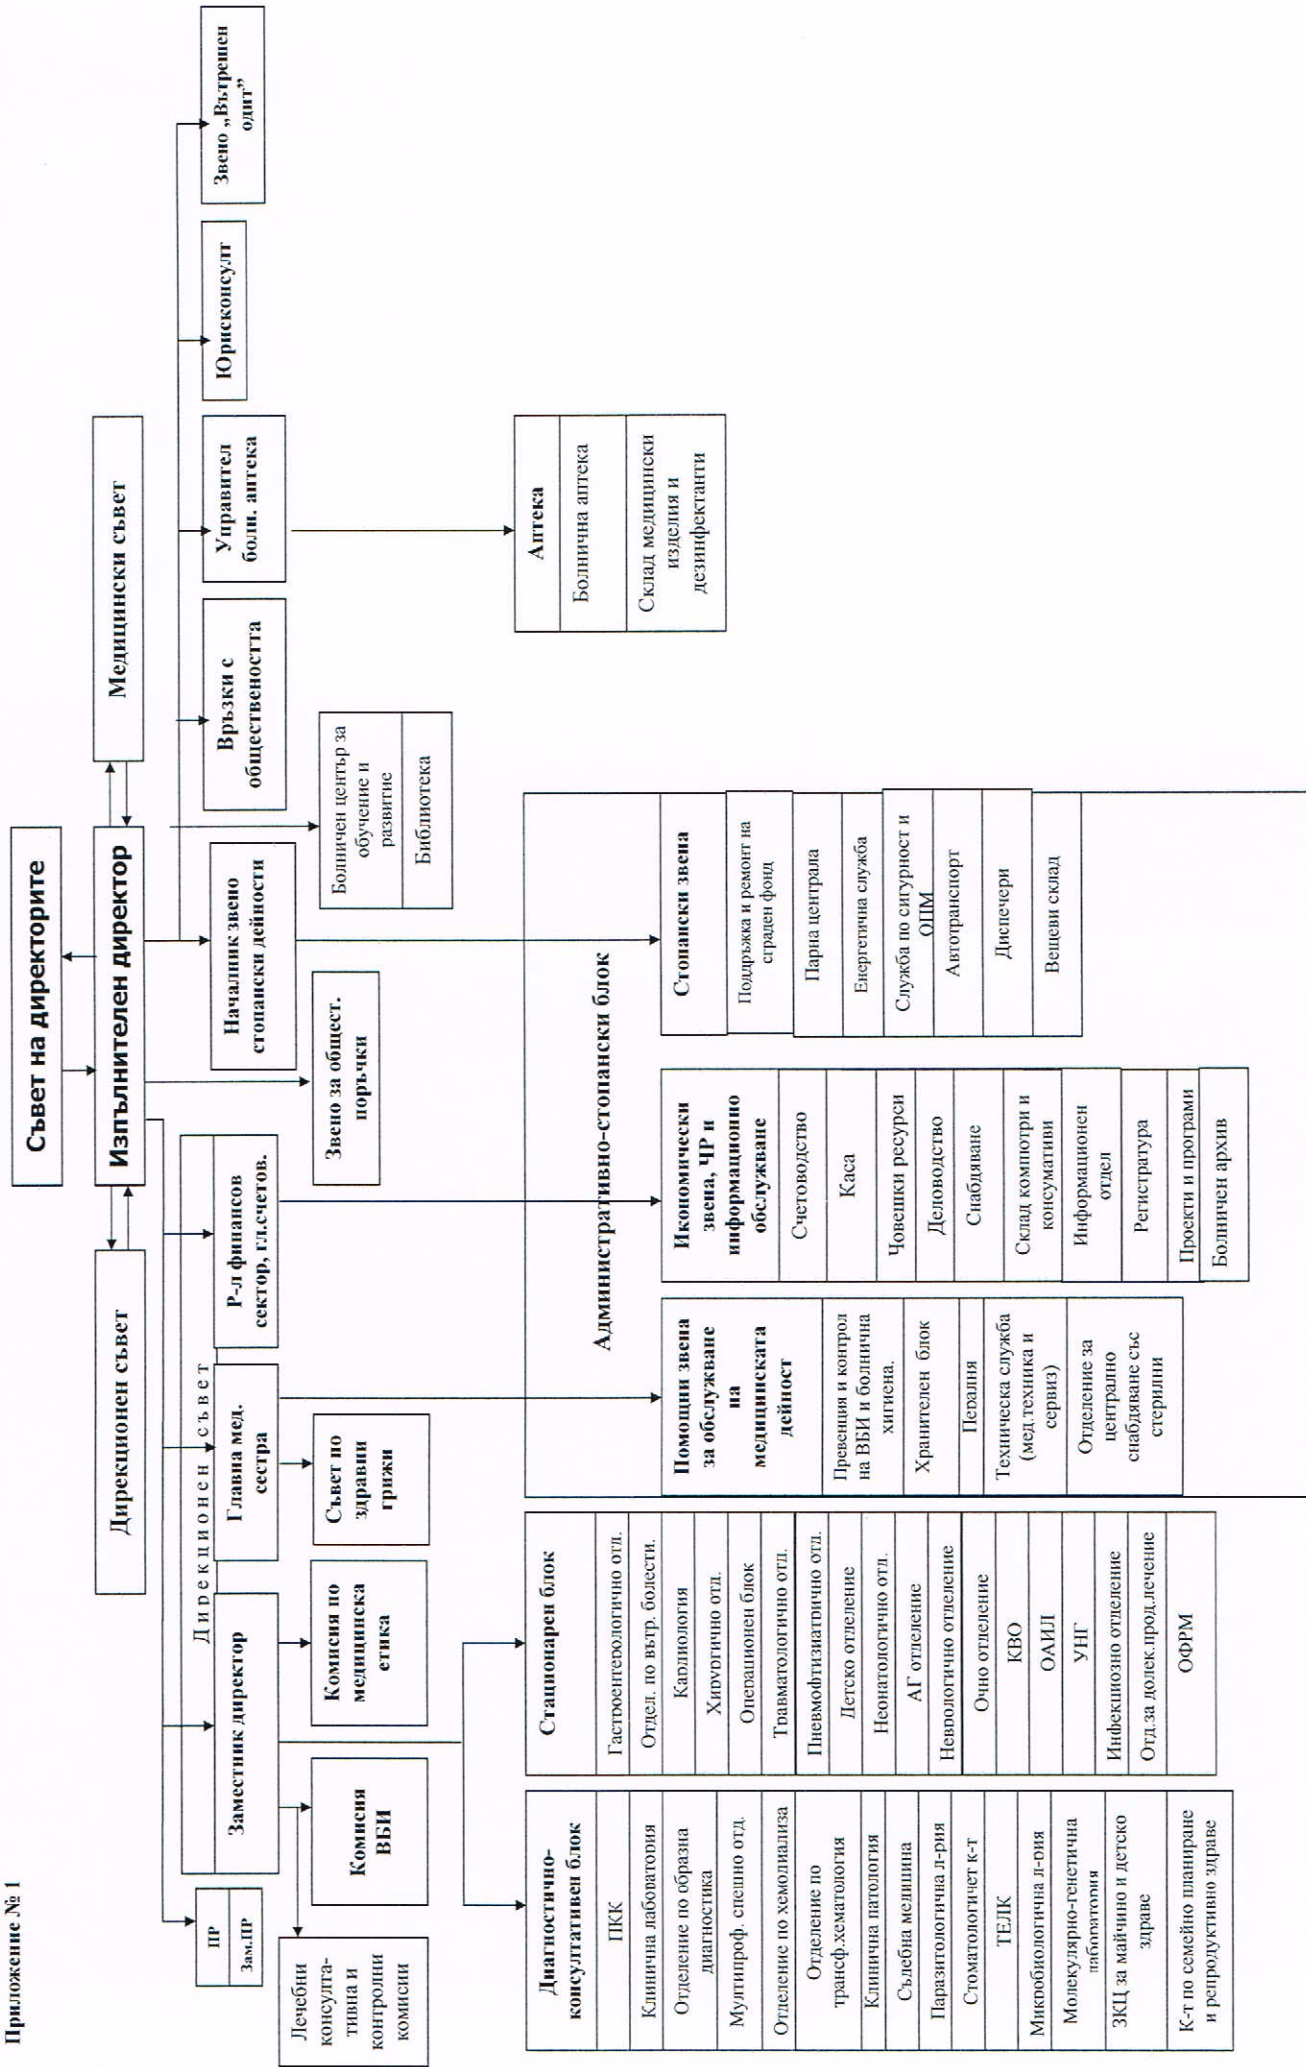 Приложение № 1
Съвет на директорите
Дирекционен съвет
Изпълнителен директор
Медицински съвет
ПР
Зам.ПР
Дирекционен съвет
Заместник директор
Главна мед.
сестра
Р-л финансов
сектор, гл.счетов.
Началник звено
стопански дейности
Връзки с
обществеността
Управител
болн. аптека
Юрисконсулт
Звено „Вътрешен
одит”
Лечебни
консулта-
тивна и
контролни
комисии
Комисия
ВБИ
Комисия по
медицинска
етика
Съвет по
здравни
грижи
Звено за общест.
поръчки
Болничен център за
обучение и
развитие
Библиотека
Аптека
Болнична аптека
Склад медицински
изделия и
дезинфектанти
Диагностично-
консултативен блок
ПКК
Клинична лаборатория
Отделение по образна
диагностика
Мултипроф. спешно отд.
Отделение по хемодиализа
Отделение по
трансф.хематология
Клинична патология
Съдебна медицина
Паразитологична л-рия
Стоматологичет к-т
ТЕЛК
Микробиологична л-рия
Молекулярно-генетична
лаборатория
ЗКЦ за майчино и детско
здраве
К-т по семейно планиране
и репродуктивно здраве
Стационарен блок
Гастроентерологично отд.
Отдел. по вътр. болести.
Кардиология
Хирургично отд.
Операционен блок
Травматологично отд.
Пневмофтизиатрично отд.
Детско отделение
Неонатологично отд.
АГ отделение
Неврологично отделение
Очно отделение
КВО
ОАИЛ
УНГ
Инфекциозно отделение
Отд.за долек.прод.лечение
ОФРМ
Административно-стопански блок
Помощни звена
за обслужване
на
медицинската
дейност
Превенция и контрол
на ВБИ и болнична
хигиена.
Хранителен блок
Пералня
Техническа служба
(мед.техника и
сервиз)
Отделение за
централно
снабдяване със
стерилни
Икономически
звена, ЧР и
информационно
обслужване
Счетоводство
Каса
Човешки ресурси
Деловодство
Снабдяване
Склад компютри и
консумативи
Информационен
отдел
Регистратура
Проекти и програми
Болничен архив
Стопански звена
Поддръжка и ремонт на
сграден фонд
Парна централа
Енергетична служба
Служба по сигурност и
ОПМ
Автотранспорт
Диспечери
Вещеви склад